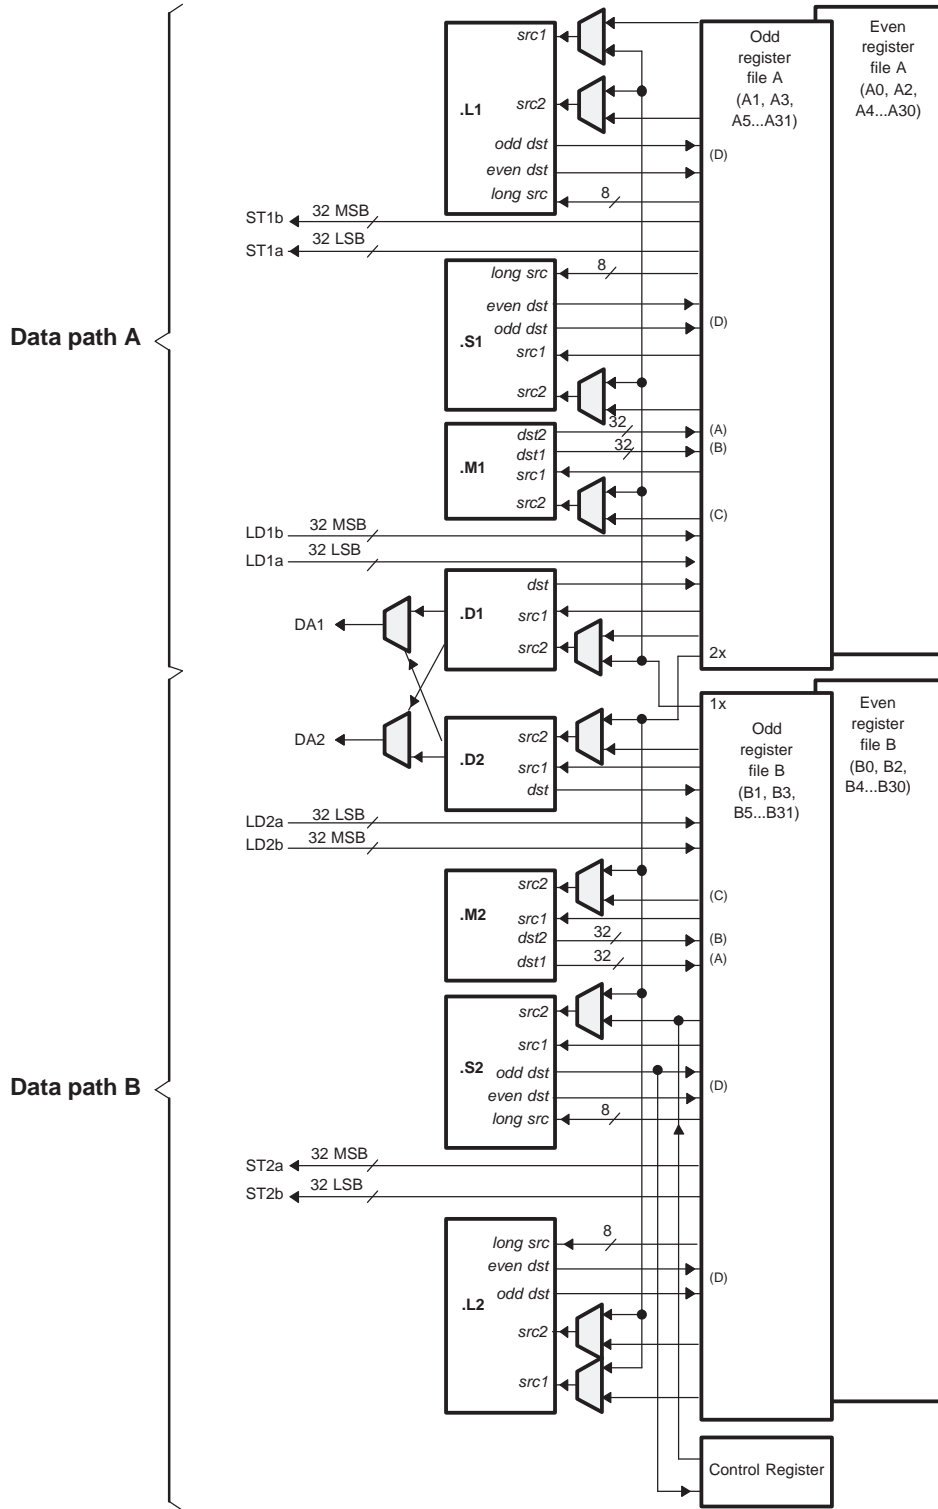 src1
Odd
register
file A
(A1, A3,
A5...A31)
Even
register
file A
(A0, A2,
A4...A30)
src2
.L1
odd dst
(D)
even dst
long src
8
ST1b
32 MSB
ST1a
32 LSB
long src
8
even dst
odd dst
(D)
.S1
src1
src2
Data path A
dst2
32
(A)
dst1
32
(B)
.M1
src1
src2
(C)
LD1b
32 MSB
LD1a
32 LSB
dst
.D1
src1
DA1
src2
2x
1x
Odd
register
file B
(B1, B3,
B5...B31)
Even
register
file B
(B0, B2,
B4...B30)
DA2
src2
.D2
src1
dst
LD2a
32 LSB
LD2b
32 MSB
src2
(C)
.M2
src1
dst2
32
(B)
dst1
32
(A)
src2
src1
.S2
odd dst
(D)
even dst
long src
8
Data path B
ST2a
32 MSB
ST2b
32 LSB
long src
8
even dst
(D)
odd dst
.L2
src2
src1
Control Register